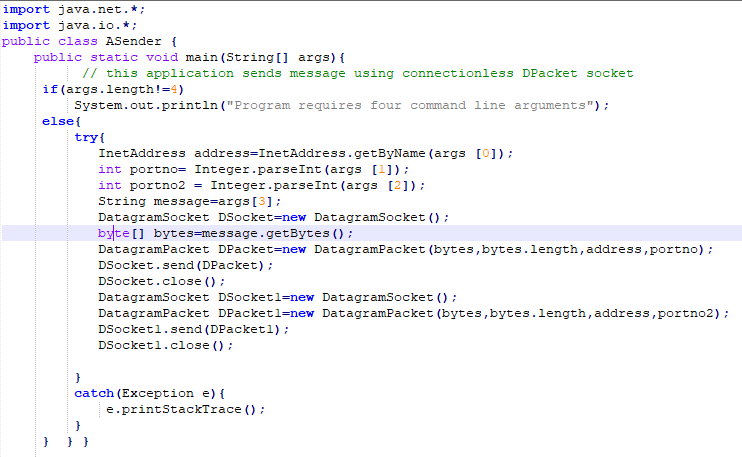 import java.net.*;
import java.io.*;
public class ASender {
    public static void main(String[] args){
          // this application sends message using connectionless DPacket socket
     if(args.length!=4)
         System.out.println("Program requires four command line arguments");
     else{
         try{
            InetAddress address=InetAddress.getByName(args [0]);
            int portno= Integer.parseInt(args [1]);
            int portno2 = Integer.parseInt(args [2]);
            String message=args[3];
            DatagramSocket DSocket=new DatagramSocket();
            byte[] bytes=message.getBytes();
            DatagramPacket DPacket=new DatagramPacket(bytes,bytes.length,address,portno);
            DSocket.send(DPacket);
            DSocket.close();
            DatagramSocket DSocket1=new DatagramSocket();
            DatagramPacket DPacket1=new DatagramPacket(bytes,bytes.length,address,portno2);
            DSocket1.send(DPacket1);
            DSocket1.close();
         }
         catch(Exception e){
             e.printStackTrace();
         }
     }  } }